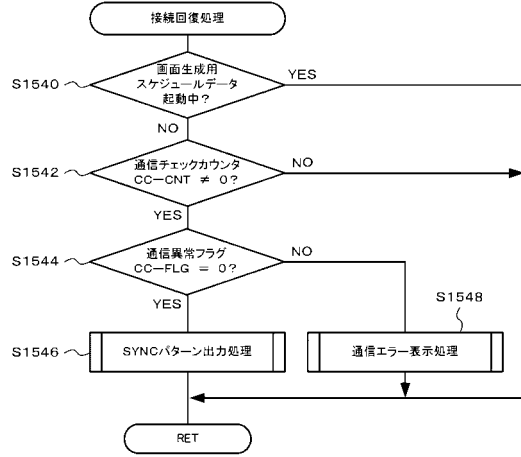 接続回復処理
S1540
画面生成用
スケジュールデータ
起動中?
YES
NO
S1542
通信チェックカウンタ
CC-CNT ≠ 0?
NO
YES
S1544
通信異常フラグ
CC-FLG = 0?
NO
YES
S1548
S1546
SYNCパターン出力処理
通信エラー表示処理
RET